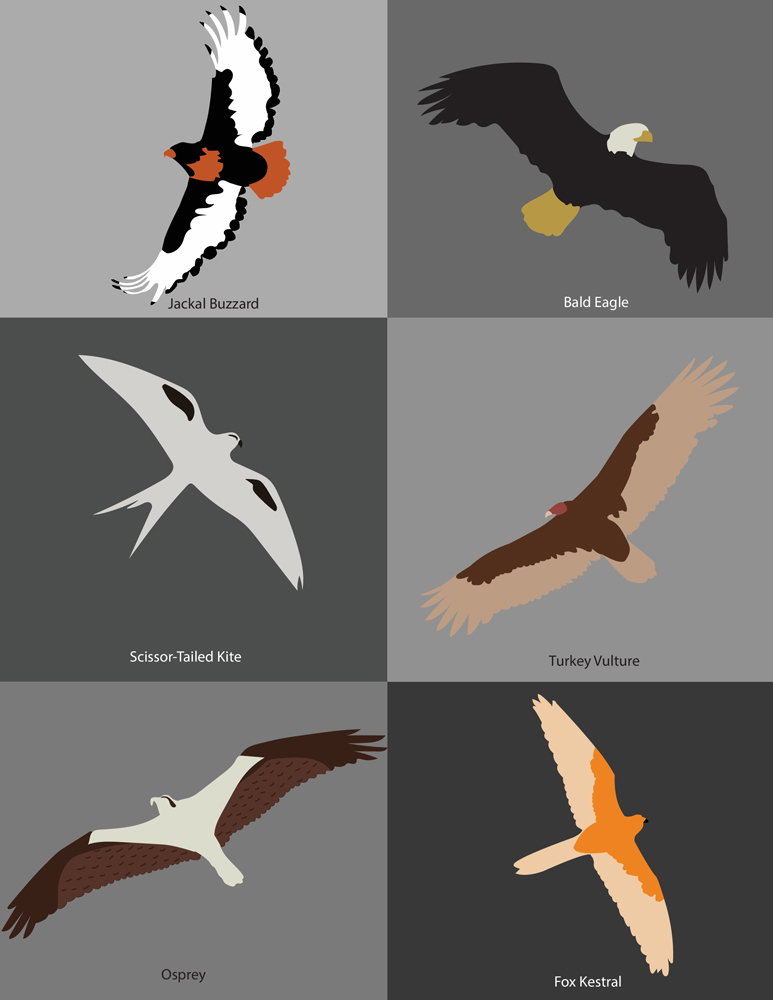 Jackal Buzzard
Bald Eagle
Scissor-Tailed Kite
Turkey Vulture
Osprey
Fox Kestral